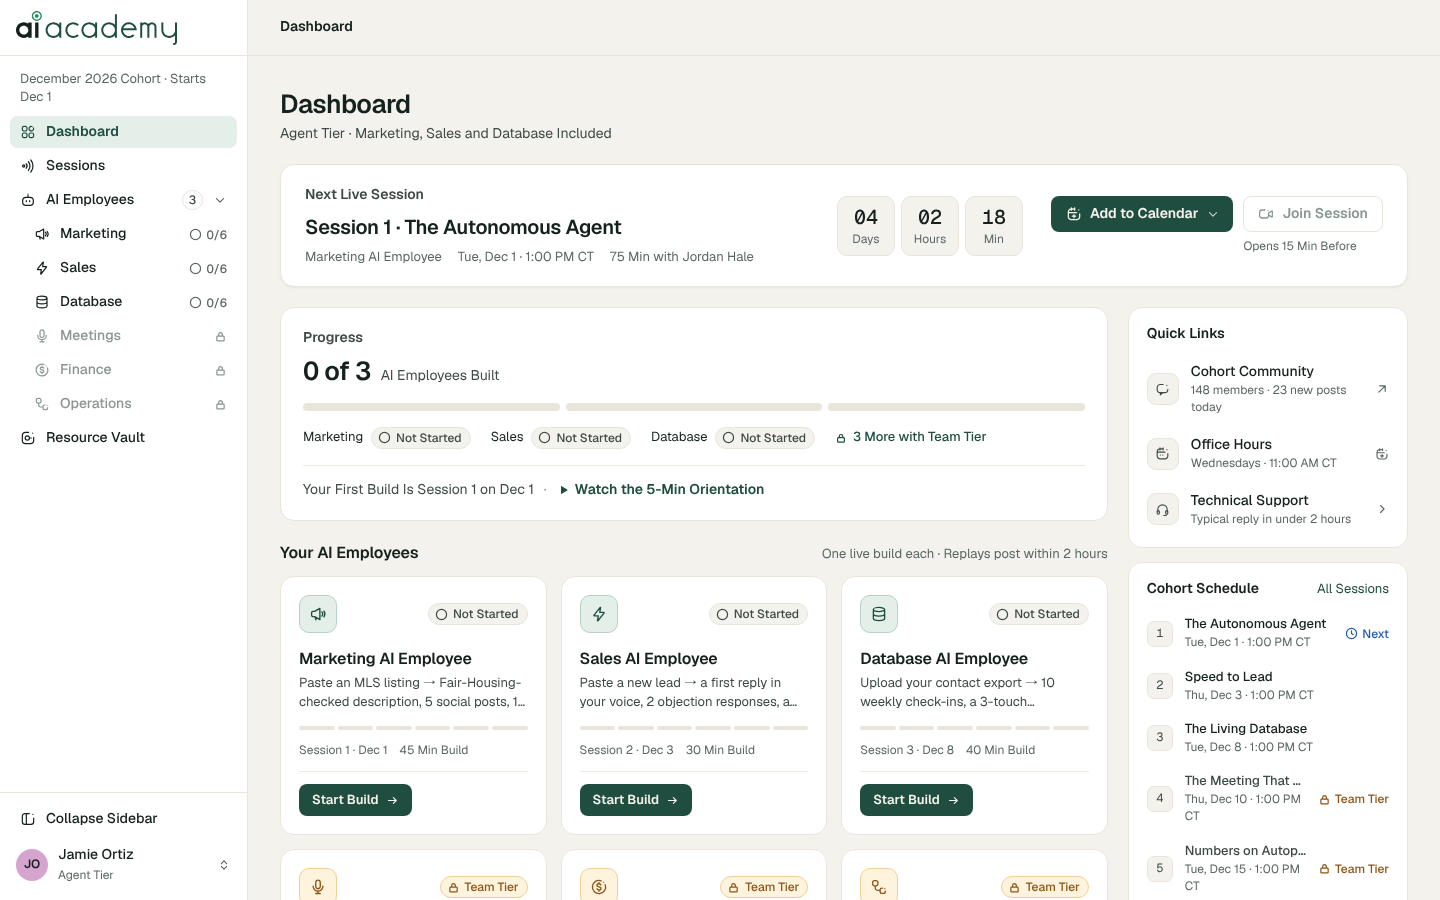 ai academy
December 2026 Cohort · Starts
Dec 1
Dashboard
Sessions
AI Employees 3
Marketing 0/6
Sales 0/6
Database 0/6
Meetings
Finance
Operations
Resource Vault
Collapse Sidebar
JO
Jamie Ortiz
Agent Tier
Dashboard
Dashboard
Agent Tier · Marketing, Sales and Database Included
Next Live Session
Session 1 · The Autonomous Agent
Marketing AI Employee Tue, Dec 1 · 1:00 PM CT 75 Min with Jordan Hale
04 02 18
Days Hours Min
Add to Calendar
Join Session
Opens 15 Min Before
Progress
0 of 3 AI Employees Built
Marketing Not Started Sales Not Started Database Not Started 3 More with Team Tier
Your First Build Is Session 1 on Dec 1 · Watch the 5-Min Orientation
Your AI Employees
One live build each · Replays post within 2 hours
Not Started
Marketing AI Employee
Paste an MLS listing → Fair-Housing-
checked description, 5 social posts, 1...
Session 1 · Dec 1 45 Min Build
Start Build →
Not Started
Sales AI Employee
Paste a new lead → a first reply in
your voice, 2 objection responses, a...
Session 2 · Dec 3 30 Min Build
Start Build →
Not Started
Database AI Employee
Upload your contact export → 10
weekly check-ins, a 3-touch...
Session 3 · Dec 8 40 Min Build
Start Build →
Team Tier
Team Tier
Team Tier
Quick Links
Cohort Community
148 members · 23 new posts
today
Office Hours
Wednesdays · 11:00 AM CT
Technical Support
Typical reply in under 2 hours
Cohort Schedule All Sessions
1
The Autonomous Agent
Tue, Dec 1 · 1:00 PM CT
Next
2
Speed to Lead
Thu, Dec 3 · 1:00 PM CT
3
The Living Database
Tue, Dec 8 · 1:00 PM CT
4
The Meeting That ...
Thu, Dec 10 · 1:00 PM
CT
Team Tier
5
Numbers on Autop...
Tue, Dec 15 · 1:00 PM
CT
Team Tier